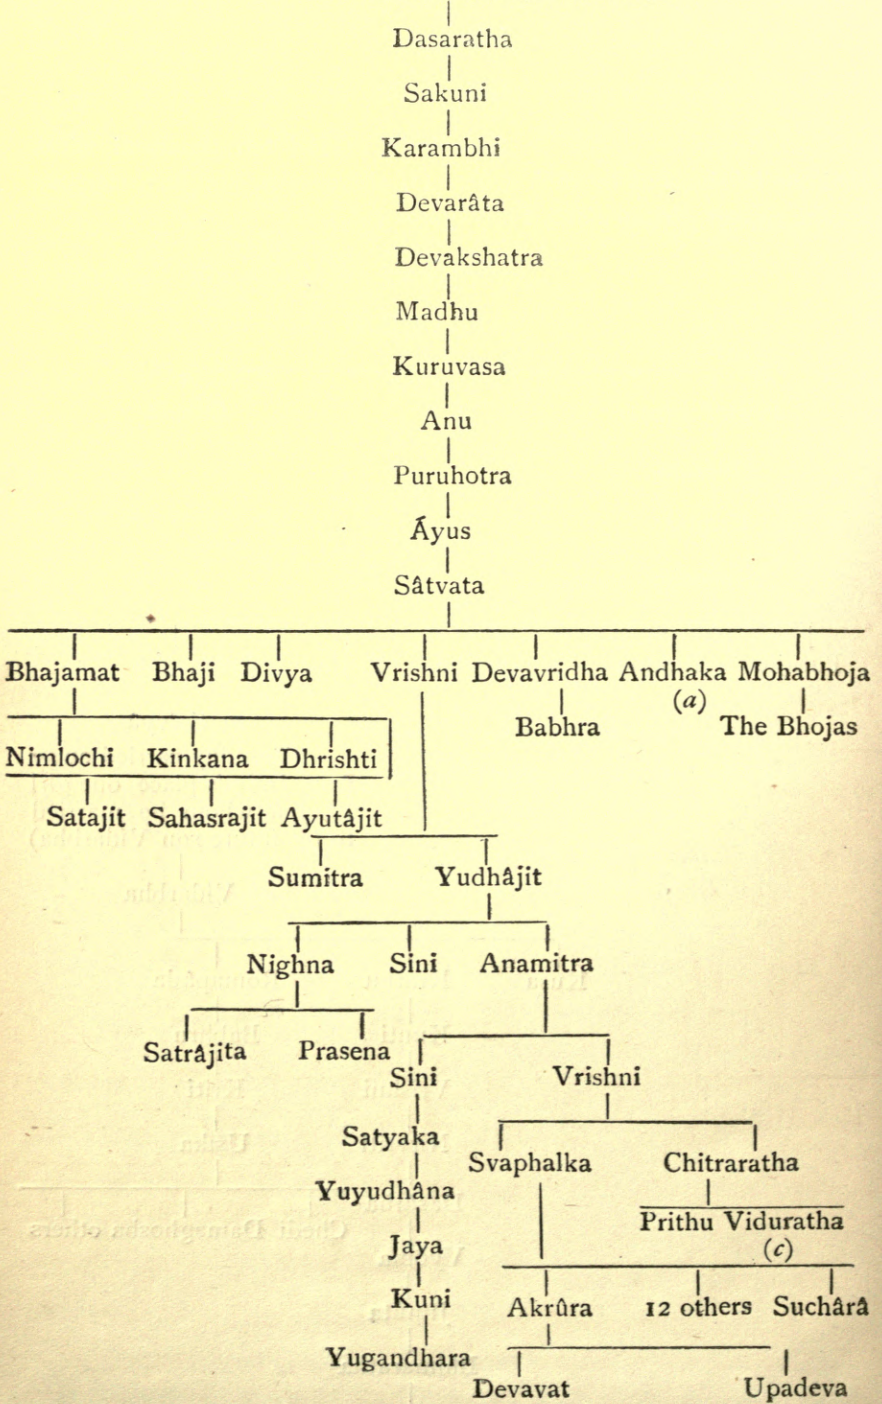 Dasaratha
Sakuni
Karambhi
Devarâta
Devakshatra
Madhu
Kuruvasa
Anu
Puruhotra
Áyus
Sâtvata
Bhajamat Bhaji Divya Vrishni Devavridha Andhaka Mohabhoja
(a)
Babhra The Bhojas
Nimlochi Kinkana Dhrishti
Satajit Sahasrajit Ayutâjit
Sumitra Yudhâjit
Nighna Sini Anamitra
Satrâjita Prasena
Sini Vrishni
Satyaka
Svaphalka Chitraratha
Yuyudhâna
Prithu Viduratha
Jaya (c)
Kuni Akrûra 12 others Suchârâ
Yugandhara
Devavat Upadeva